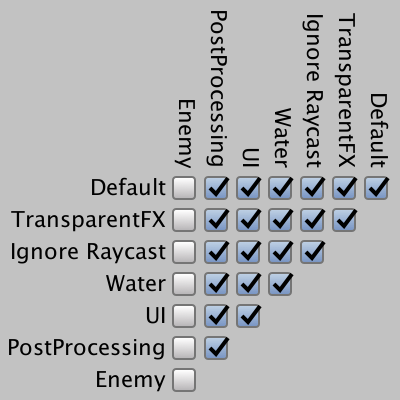 Enemy
PostProcessing
UI
Water
Ignore Raycast
TransparentFX
Default
Default
TransparentFX
Ignore Raycast
Water
UI
PostProcessing
Enemy